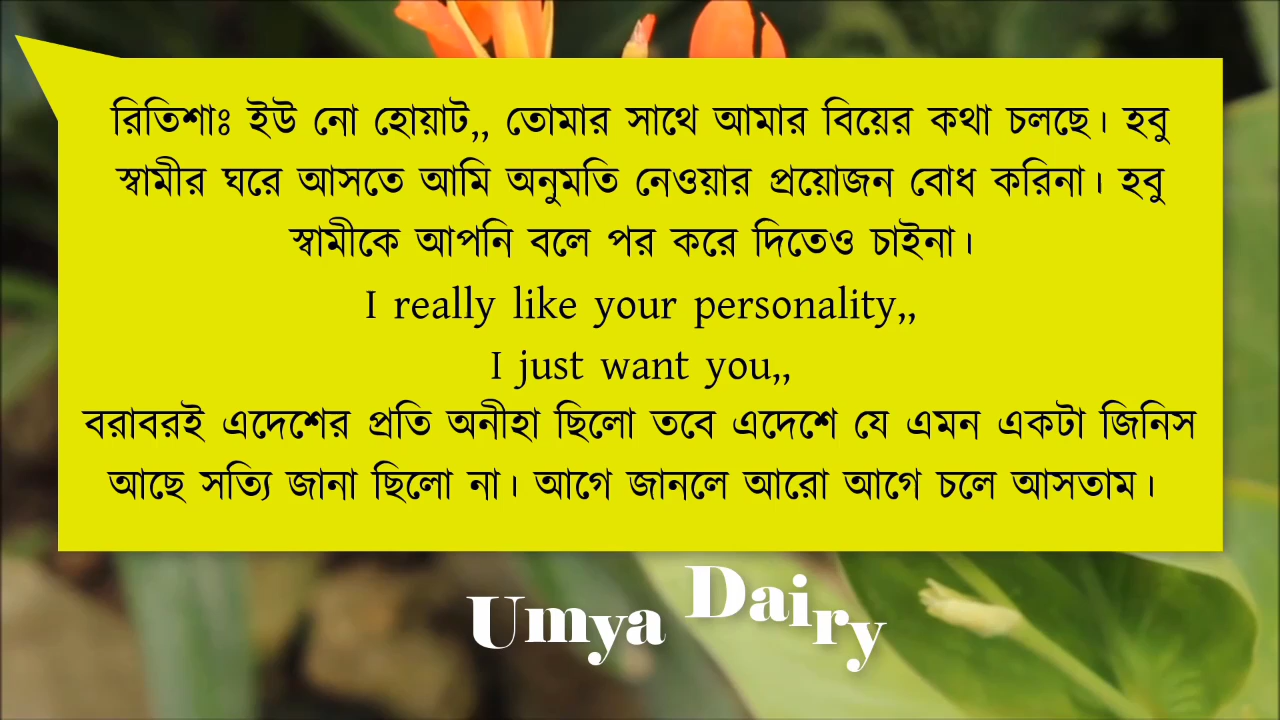 রিতিশাঃ ইউ নো হোয়াট,, তোমার সাথে আমার বিয়ের কথা চলছে। হবু
স্বামীর ঘরে আসতে আমি অনুমতি নেওয়ার প্রয়োজন বোধ করিনা। হবু
স্বামীকে আপনি বলে পর করে দিতেও চাইনা।
I really like your personality,,
I just want you,,
বরাবরই এদেশের প্রতি অনীহা ছিলো তবে এদেশে যে এমন একটা জিনিস
আছে সত্যি জানা ছিলো না। আগে জানলে আরো আগে চলে আসতাম।
Umya Dairy